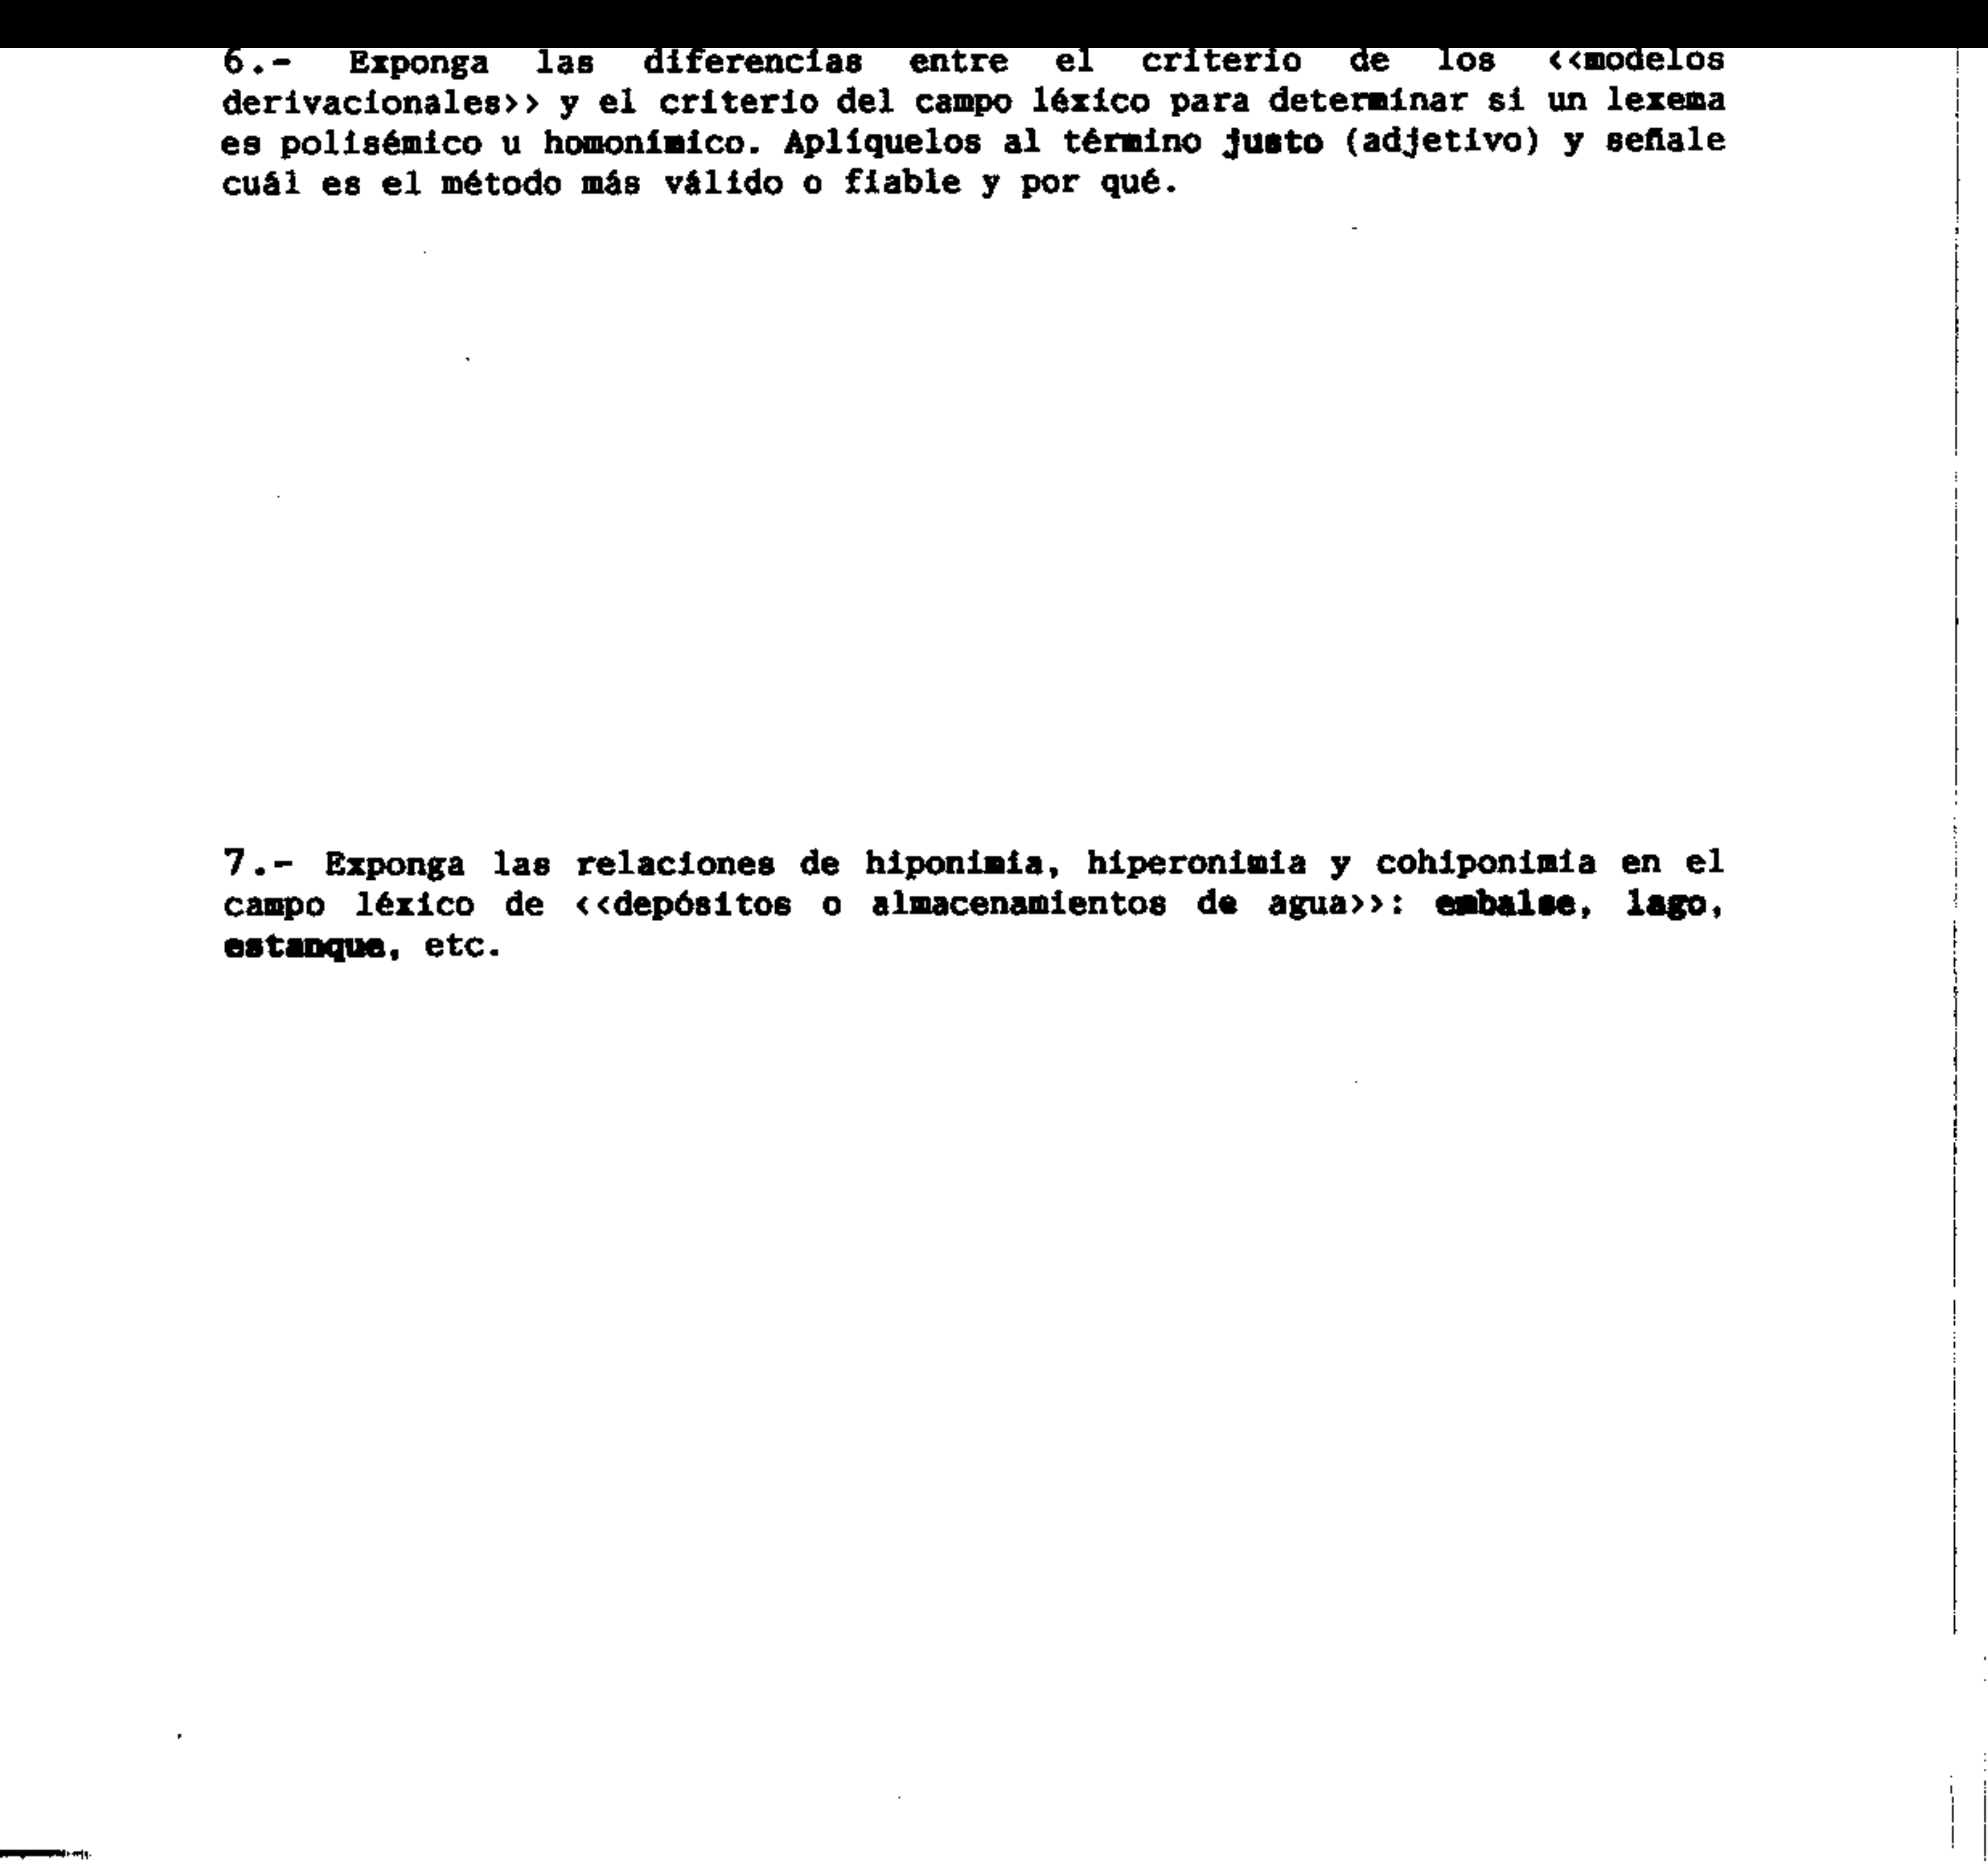 6.- Exponga las diferencias entre el criterio de los <<modelos
derivacionales>> y el criterio del campo léxico para determinar si un lexema
es polisémico u homonímico. Aplíquelos al término justo (adjetivo) y señale
cuál es el método más válido o fiable y por qué.
7.- Exponga las relaciones de hiponimia, hiperonimia y cohiponimia en el
campo léxico de <<depósitos o almacenamientos de agua>>: embalse, lago,
estanque, etc.